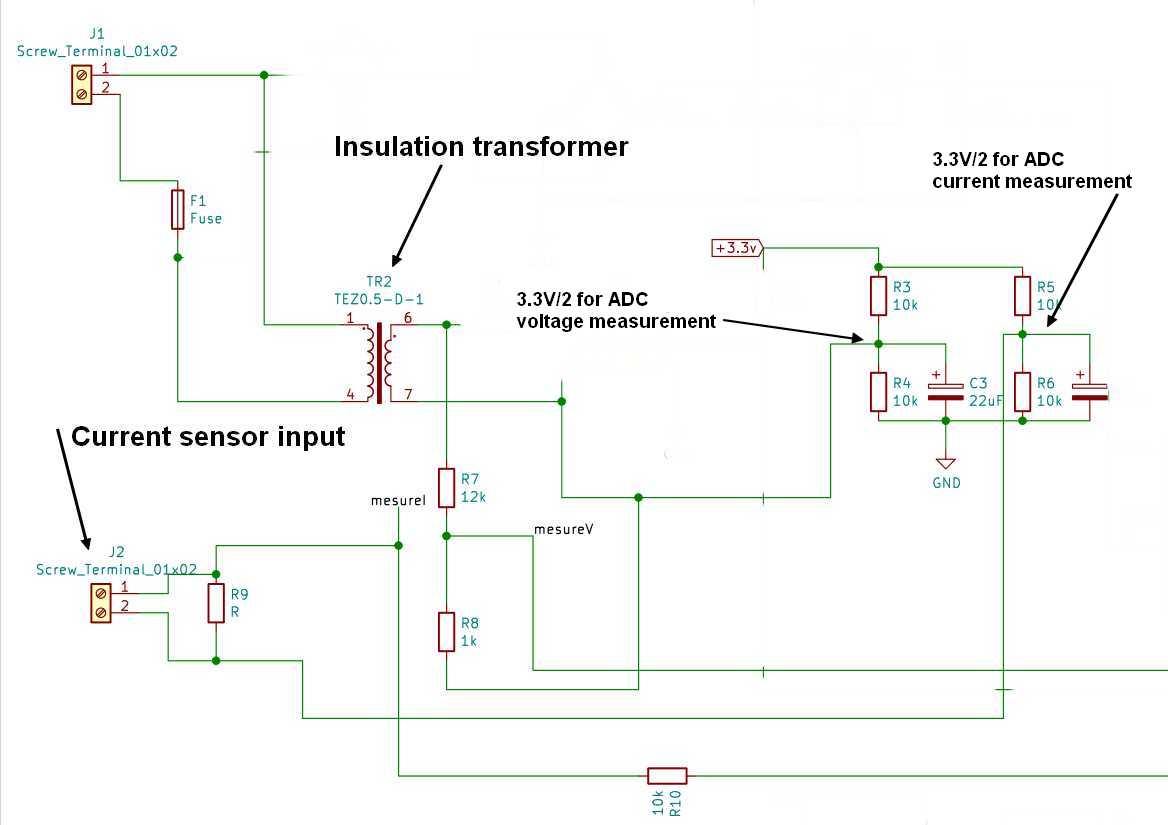 J1
Screw_Terminal_01x02
1
2
Insulation transformer
3.3V/2 for ADC
current measurement
F1
Fuse
+3.3v
TR2
TEZ0.5-D-1
3.3V/2 for ADC
voltage measurement
R3
10k
R5
10k
1
6
4
7
+
+
R4
10k
C3
22uF
R6
10k
Current sensor input
GND
R7
12k
mesureI
mesureV
J2
Screw_Terminal_01x02
1
2
R9
R
R8
1k
10k
R10